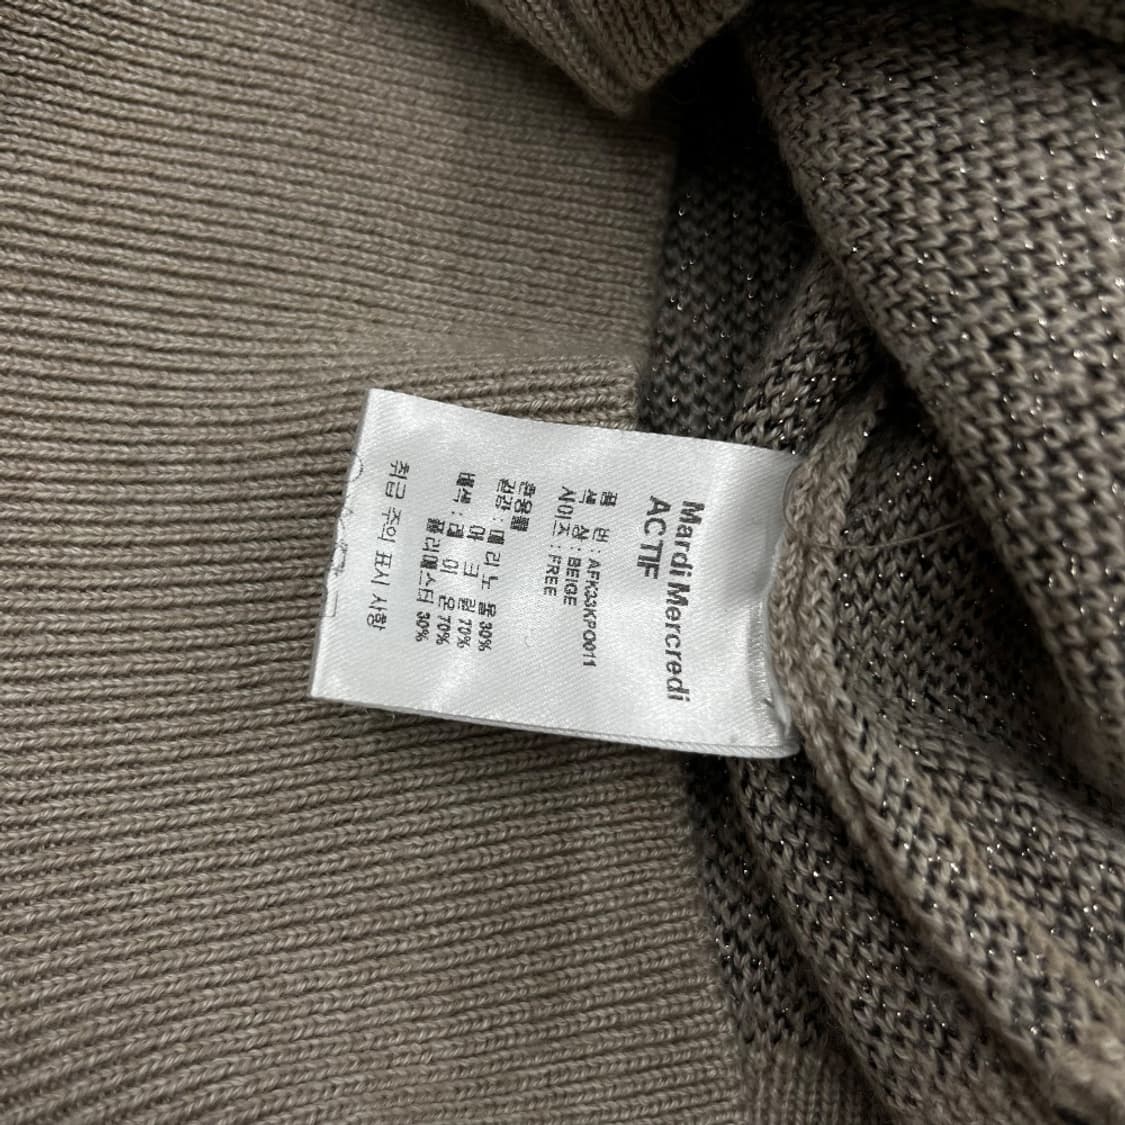 Mardi Mercredi
ACTIF
품 번 : AFK33KPO011
색 상 : BEIGE
사이즈 : FREE
혼용률
겉감 : 메 리 노 울 30%
아 크 릴 70%
배색 : 레 이 온 70%
폴리에스터 30%
취급 주의 표시 사항